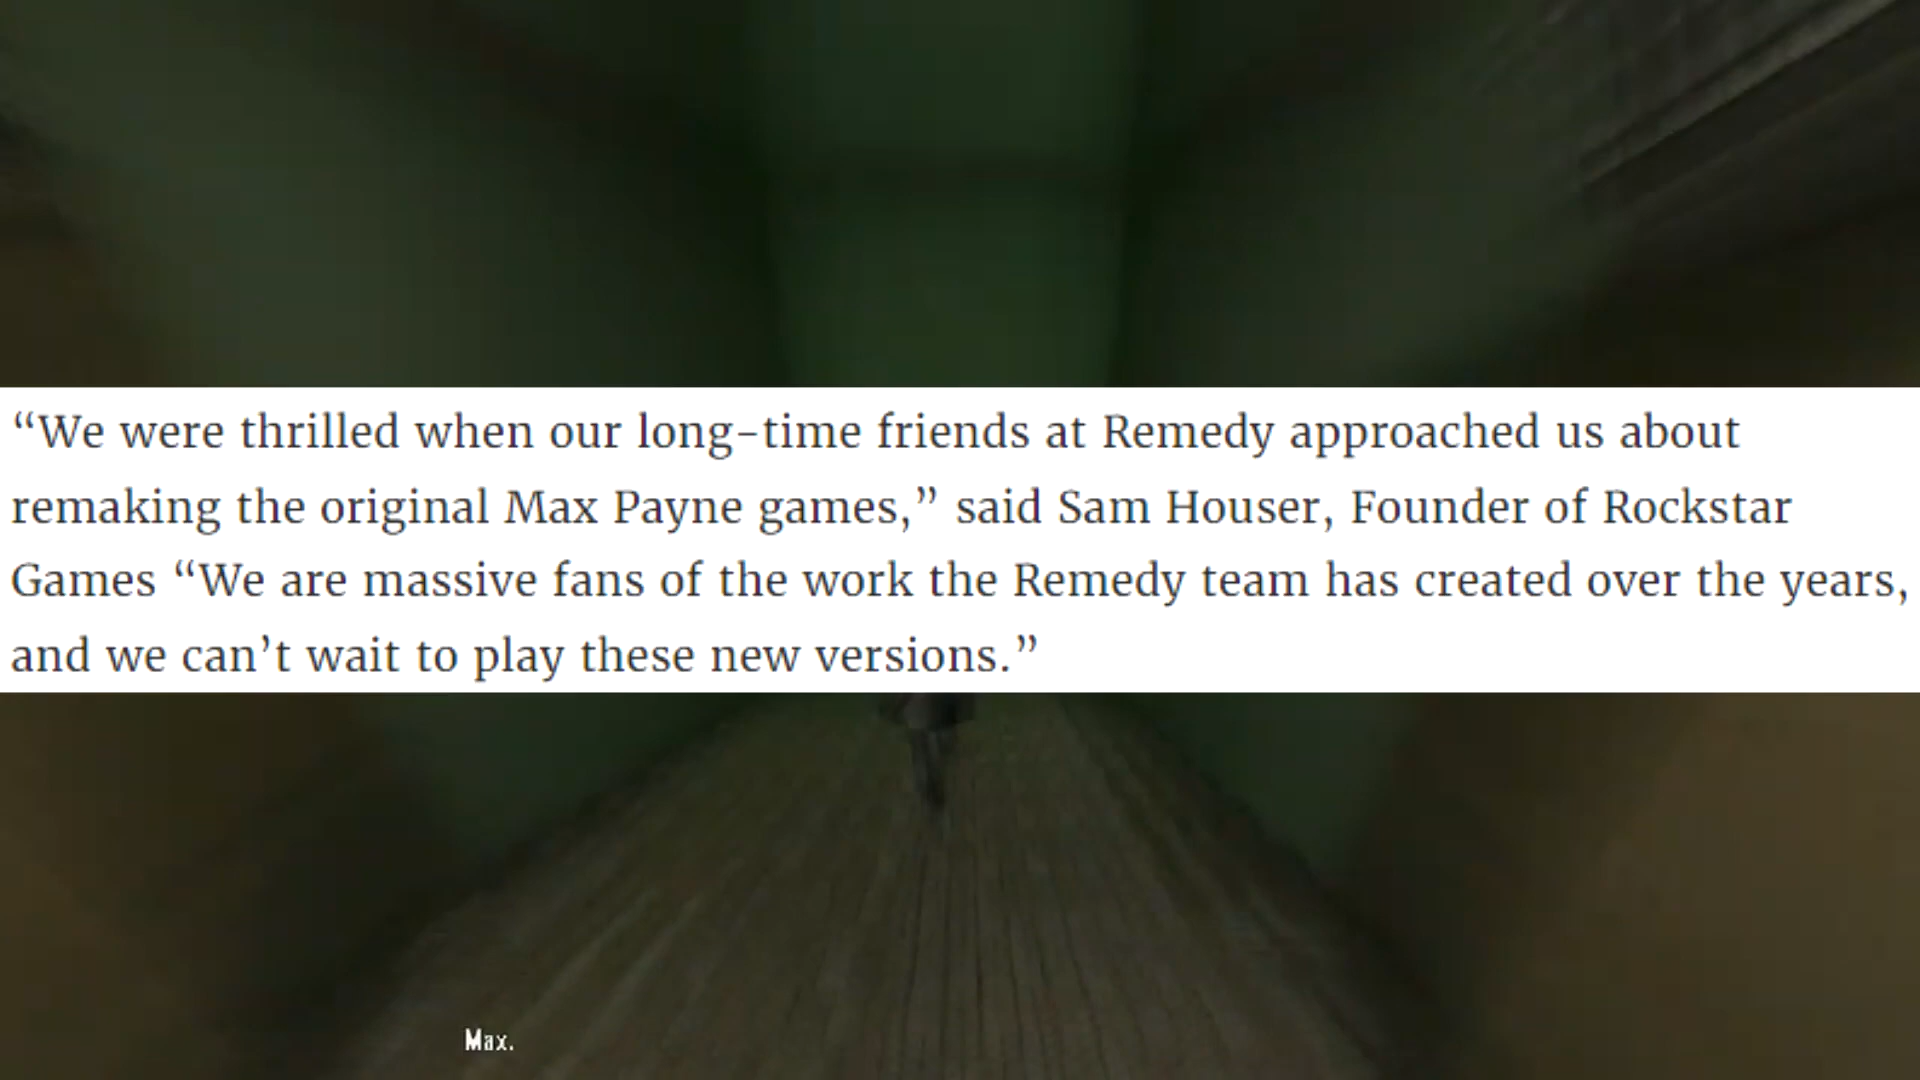 “We were thrilled when our long-time friends at Remedy approached us about
remaking the original Max Payne games,” said Sam Houser, Founder of Rockstar
Games “We are massive fans of the work the Remedy team has created over the years,
and we can’t wait to play these new versions.”
Max.